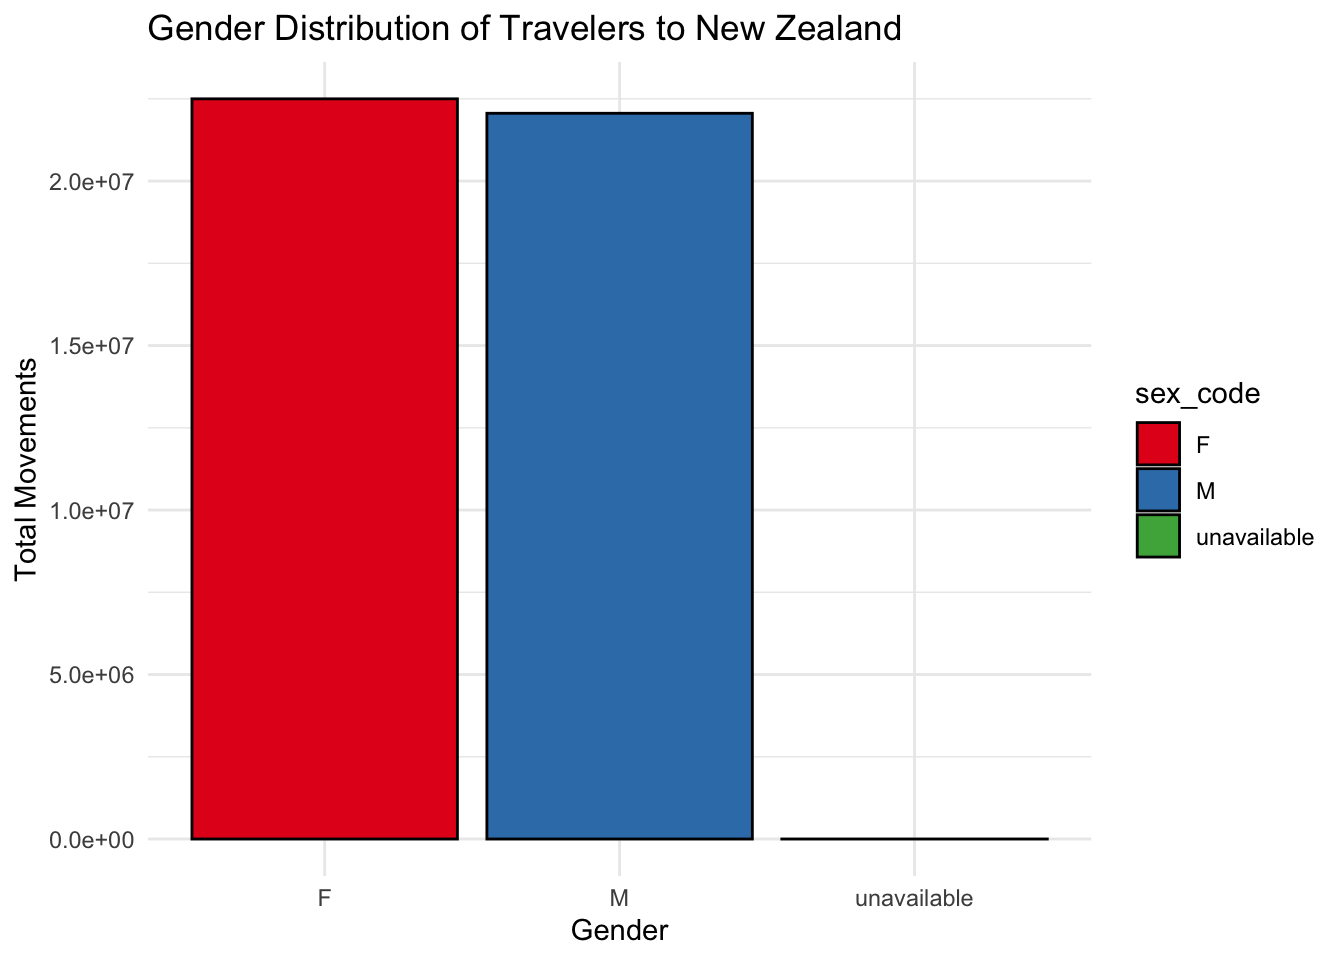 Gender Distribution of Travelers to New Zealand
2.0e+07
1.5e+07
1.0e+07
5.0e+06
0.0e+00
Total Movements
F
M
unavailable
Gender
sex_code
F
M
unavailable